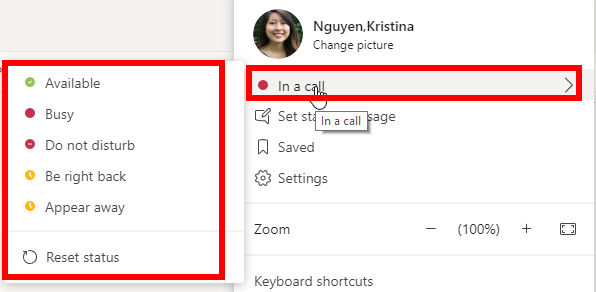 Nguyen,Kristina
Change picture
In a call
Set sta
sage
In a call
Saved
Settings
Zoom
(100%)
Keyboard shortcuts
Available
Busy
Do not disturb
Be right back
Appear away
Reset status